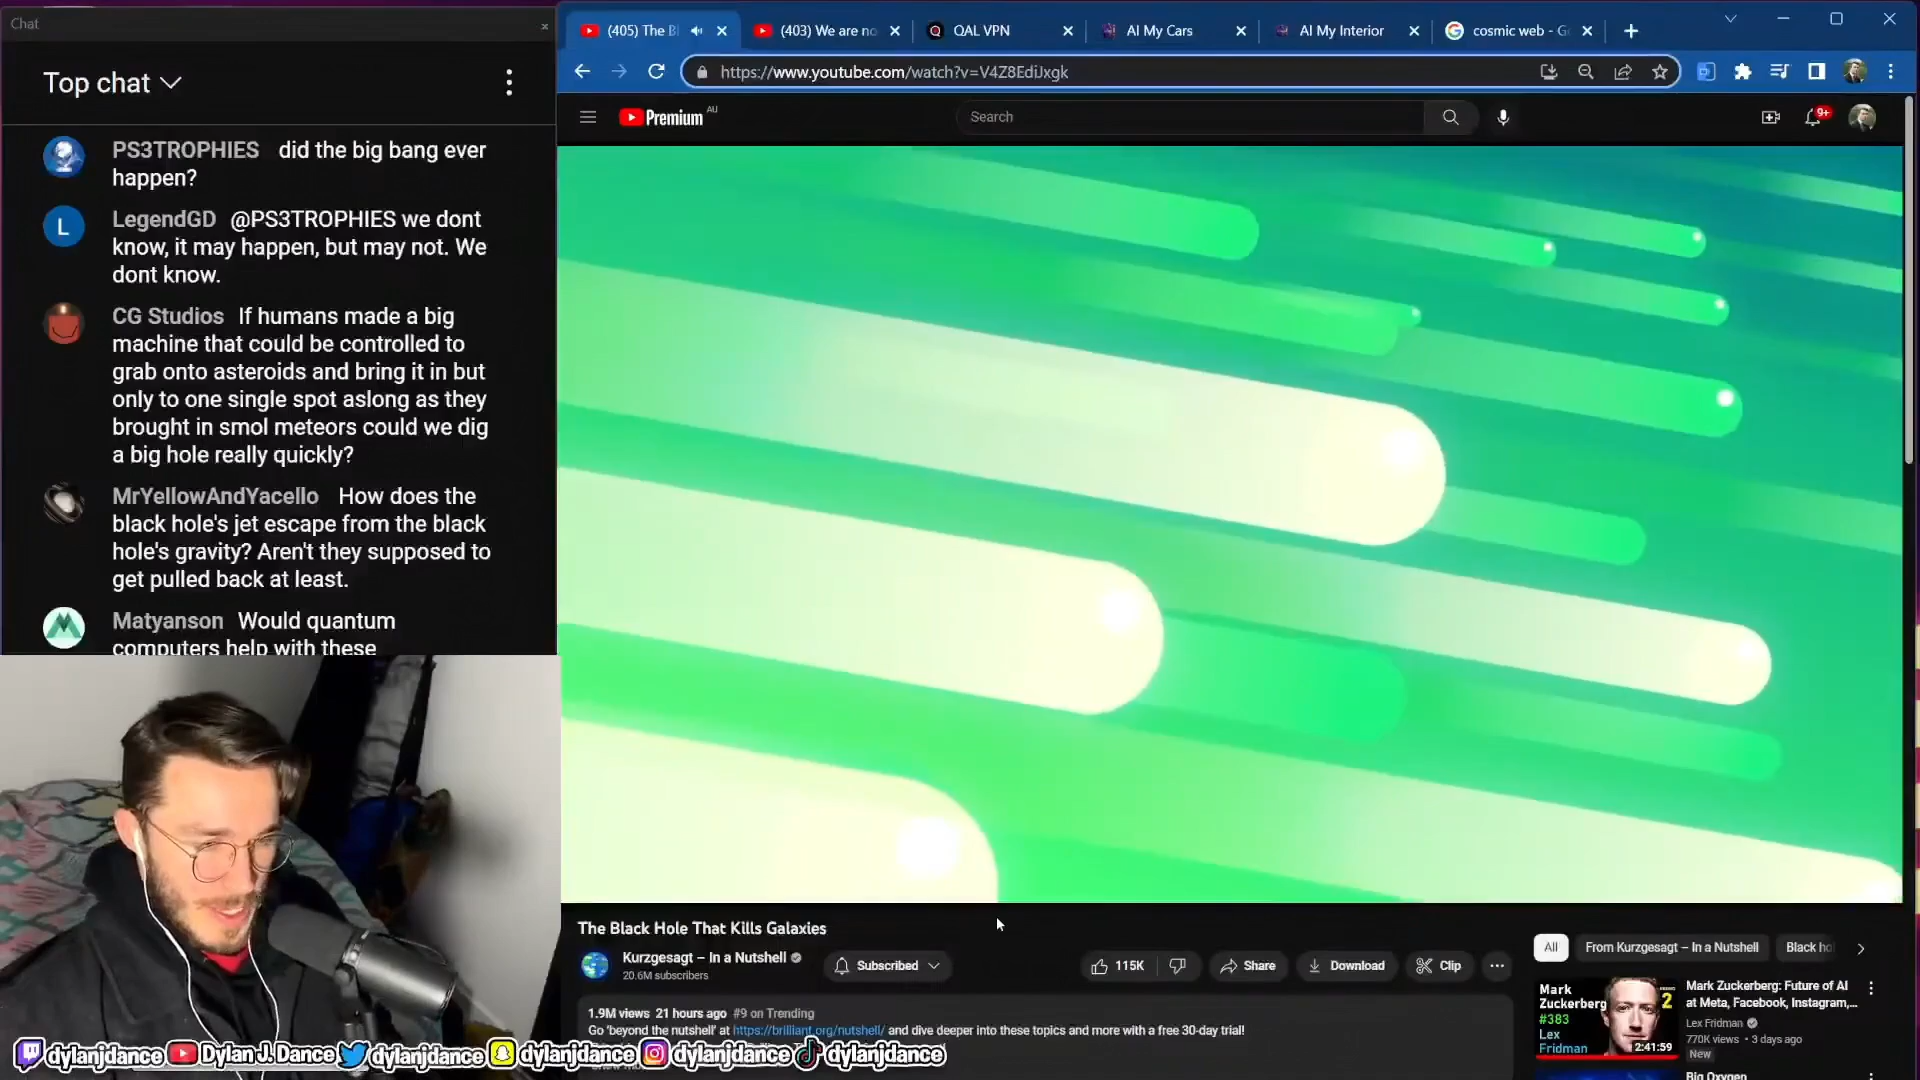 Chat
Top chat
PS3TROPHIES did the big bang ever
happen?
L
LegendGD @PS3TROPHIES we dont
know, it may happen, but may not. We
dont know.
CG Studios If humans made a big
machine that could be controlled to
grab onto asteroids and bring it in but
only to one single spot aslong as they
brought in smol meteors could we dig
a big hole really quickly?
MrYellowAndYacello How does the
black hole's jet escape from the black
hole's gravity? Aren't they supposed to
get pulled back at least.
Matyanson Would quantum
computers help with these
(405) The Bl
(403) We are no
QAL VPN
AI My Cars
AI My Interior
cosmic web - Go
https://www.youtube.com/watch?v=V4Z8EdiJxgk
Premium AU
Search
9+
The Black Hole That Kills Galaxies
Kurzgesagt – In a Nutshell
20.6M subscribers
Subscribed
115K
Share
Download
Clip
1.9M views 21 hours ago #9 on Trending
Go 'beyond the nutshell' at https://brilliant.org/nutshell/ and dive deeper into these topics and more with a free 30-day trial!
All
From Kurzgesagt – In a Nutshell
Black ho
Mark
Zuckerberg
#383
Lex
Fridman
2
2:41:59
Mark Zuckerberg: Future of AI
at Meta, Facebook, Instagram,...
Lex Fridman
770K views • 3 days ago
New
Big Oxygen
dylanjdance
Dylan J. Dance
dylanjdance
dylanjdance
dylanjdance
dylanjdance